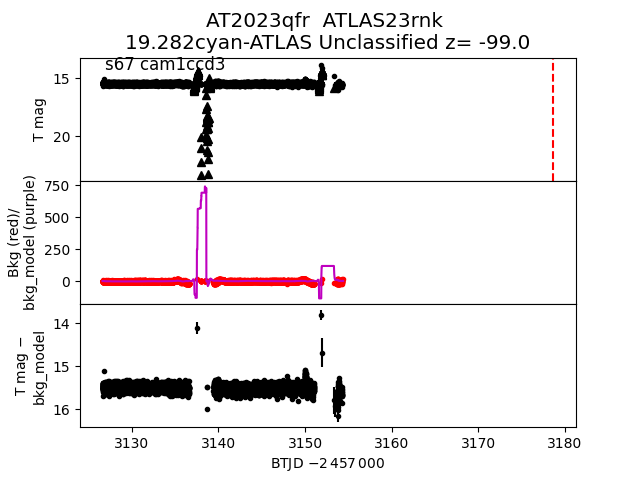 AT2023qfr  ATLAS23rnk
19.282cyan-ATLAS Unclassified z= -99.0
s67 cam1ccd3
15
20
T mag
750
500
250
0
Bkg (red)/
bkg_model (purple)
14
15
16
T mag −
bkg_model
3130 3140 3150 3160 3170 3180
BTJD −2 457 000